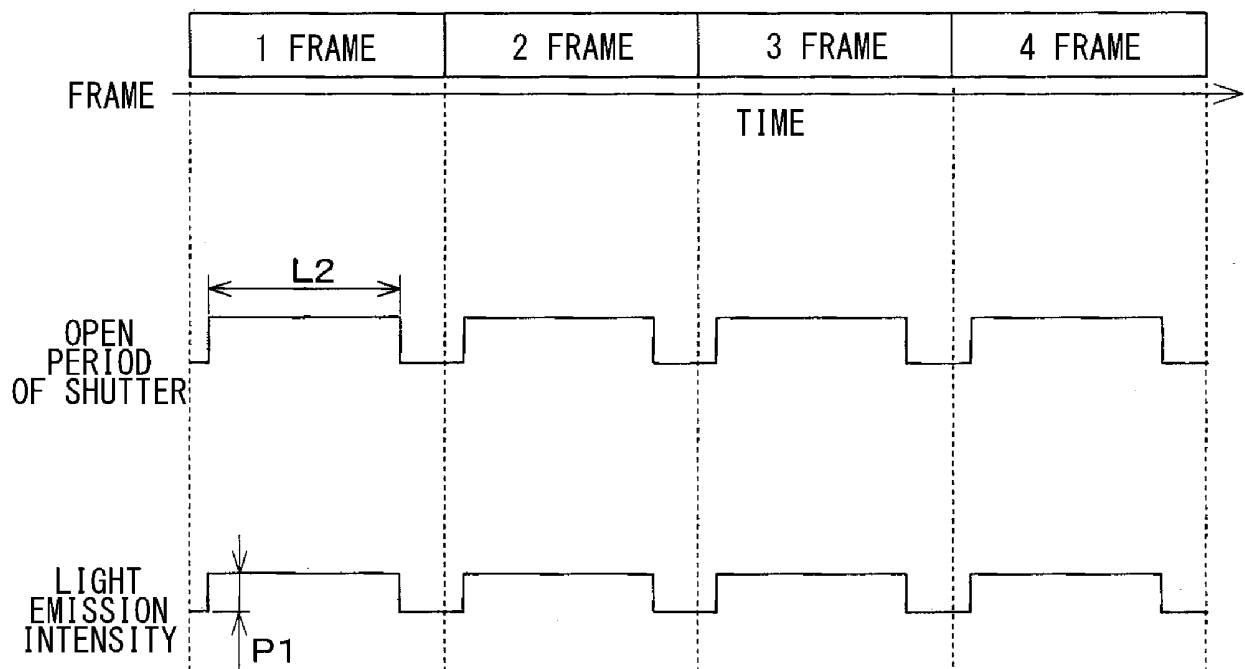 1 FRAME 2 FRAME 3 FRAME 4 FRAME
FRAME
TIME
L2
OPEN
PERIOD
OF SHUTTER
LIGHT
EMISSION
INTENSITY
P1